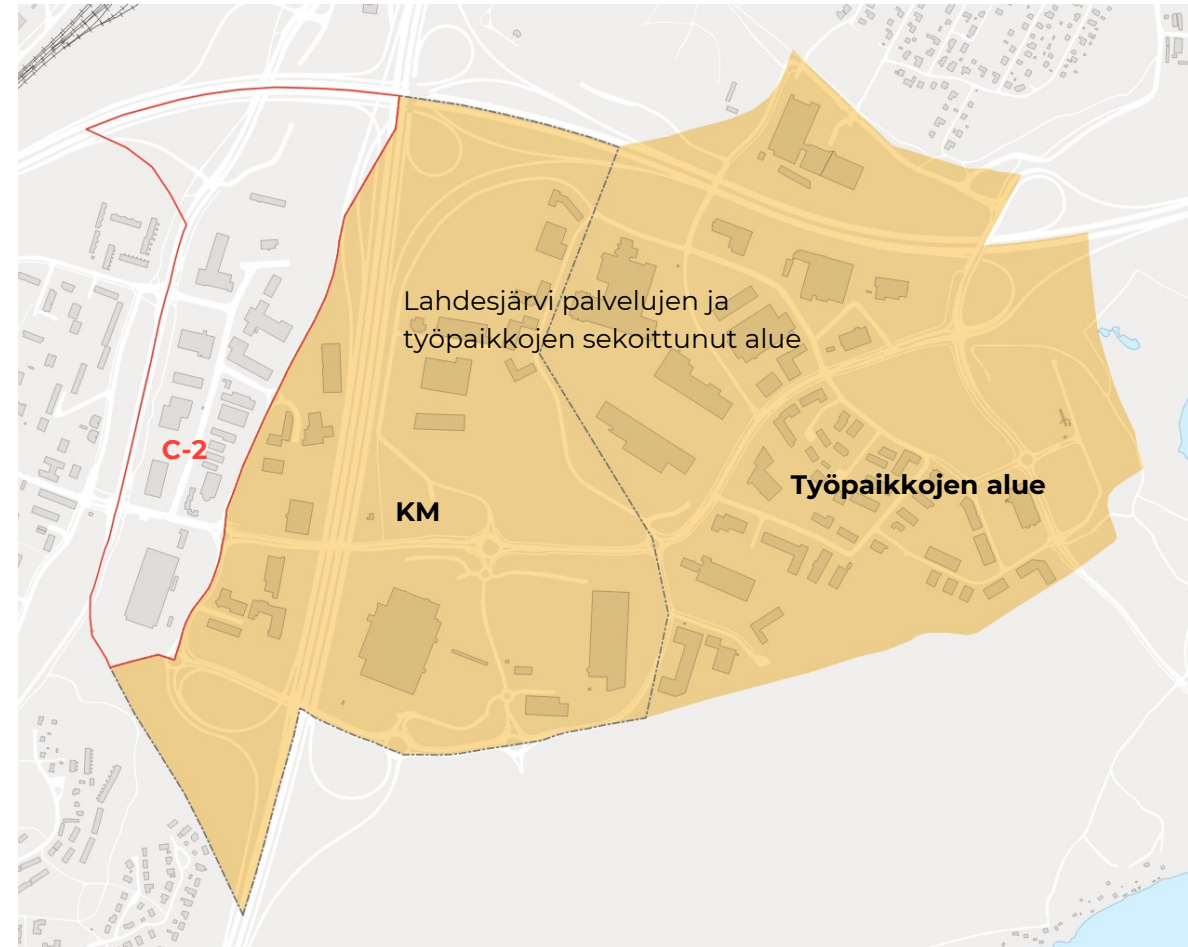 Lahdesjärvi palvelujen ja
työpaikkojen sekoittunut alue
C-2
Työpaikkojen alue
KM